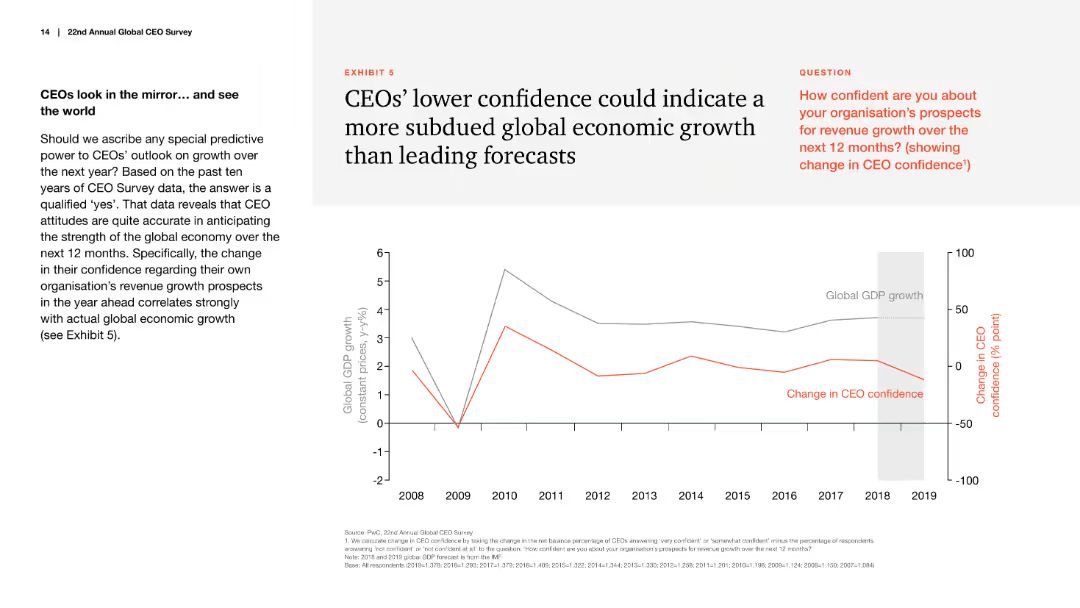 14 | 22nd Annual Global CEO Survey
CEOs look in the mirror… and see
the world
Should we ascribe any special predictive
power to CEOs' outlook on growth over
the next year? Based on the past ten
years of CEO Survey data, the answer is a
qualified 'yes'. That data reveals that CEO
attitudes are quite accurate in anticipating
the strength of the global economy over the
next 12 months. Specifically, the change
in their confidence regarding their own
organisation's revenue growth prospects
in the year ahead correlates strongly
with actual global economic growth
(see Exhibit 5).
EXHIBIT 5
CEOs' lower confidence could indicate a
more subdued global economic growth
than leading forecasts
QUESTION
How confident are you about
your organisation's prospects
for revenue growth over the
next 12 months? (showing
change in CEO confidence¹)
Global GDP growth
(constant prices, y-y%)
6
5
4
3
2
1
0
-1
-2
Global GDP growth
Change in CEO confidence
100
50
0
-50
-100
Change in CEO
confidence (% point)
2008 2009 2010 2011 2012 2013 2014 2015 2016 2017 2018 2019
Source: PwC, 22nd Annual Global CEO Survey
1. We calculate change in CEO confidence by taking the change in the net balance percentage of CEOs answering 'very confident' or 'somewhat confident' minus the percentage of respondents
answering 'not confident' or 'not confident at all' to the question: 'How confident are you about your organisation's prospects for revenue growth over the next 12 months?'
Note: 2018 and 2019 global GDP forecast is from the IMF
Base: All respondents (2019=1,378; 2018=1,293; 2017=1,379; 2016=1,409; 2015=1,322; 2014=1,344; 2013=1,330; 2012=1,258; 2011=1,201; 2010=1,198; 2009=1,124; 2008=1,150; 2007=1,084)